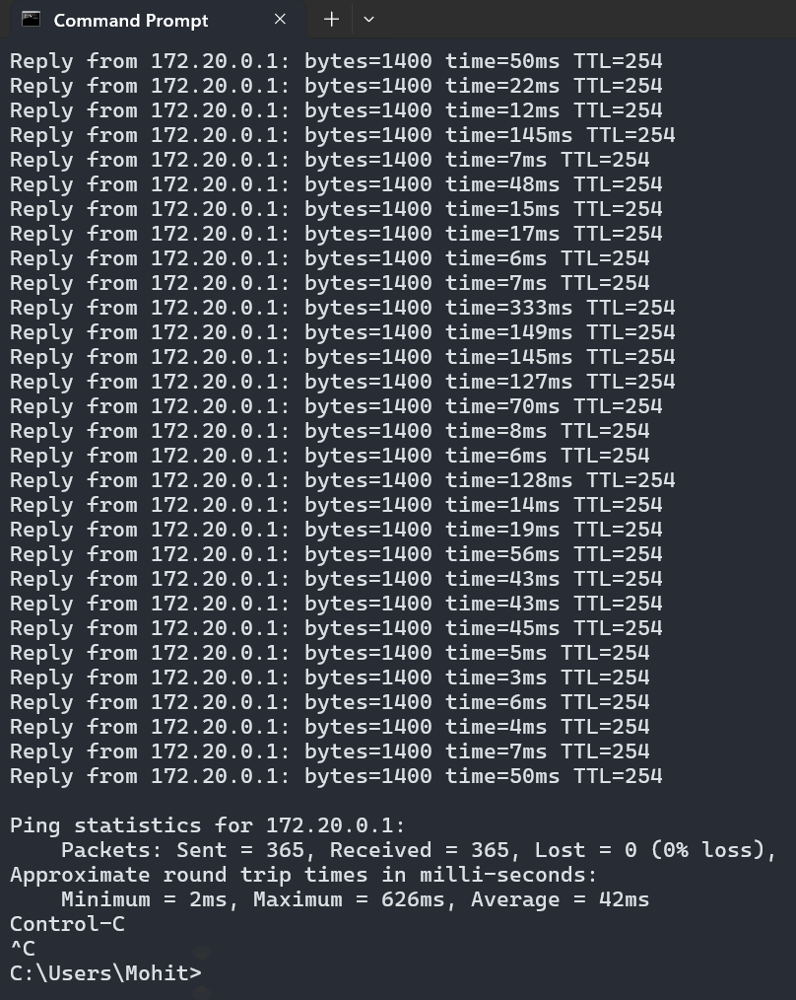 Command Prompt
Reply from 172.20.0.1: bytes=1400 time=50ms TTL=254
Reply from 172.20.0.1: bytes=1400 time=22ms TTL=254
Reply from 172.20.0.1: bytes=1400 time=12ms TTL=254
Reply from 172.20.0.1: bytes=1400 time=145ms TTL=254
Reply from 172.20.0.1: bytes=1400 time=7ms TTL=254
Reply from 172.20.0.1: bytes=1400 time=48ms TTL=254
Reply from 172.20.0.1: bytes=1400 time=15ms TTL=254
Reply from 172.20.0.1: bytes=1400 time=17ms TTL=254
Reply from 172.20.0.1: bytes=1400 time=6ms TTL=254
Reply from 172.20.0.1: bytes=1400 time=7ms TTL=254
Reply from 172.20.0.1: bytes=1400 time=333ms TTL=254
Reply from 172.20.0.1: bytes=1400 time=149ms TTL=254
Reply from 172.20.0.1: bytes=1400 time=145ms TTL=254
Reply from 172.20.0.1: bytes=1400 time=127ms TTL=254
Reply from 172.20.0.1: bytes=1400 time=70ms TTL=254
Reply from 172.20.0.1: bytes=1400 time=8ms TTL=254
Reply from 172.20.0.1: bytes=1400 time=6ms TTL=254
Reply from 172.20.0.1: bytes=1400 time=128ms TTL=254
Reply from 172.20.0.1: bytes=1400 time=14ms TTL=254
Reply from 172.20.0.1: bytes=1400 time=19ms TTL=254
Reply from 172.20.0.1: bytes=1400 time=56ms TTL=254
Reply from 172.20.0.1: bytes=1400 time=43ms TTL=254
Reply from 172.20.0.1: bytes=1400 time=43ms TTL=254
Reply from 172.20.0.1: bytes=1400 time=45ms TTL=254
Reply from 172.20.0.1: bytes=1400 time=5ms TTL=254
Reply from 172.20.0.1: bytes=1400 time=3ms TTL=254
Reply from 172.20.0.1: bytes=1400 time=6ms TTL=254
Reply from 172.20.0.1: bytes=1400 time=4ms TTL=254
Reply from 172.20.0.1: bytes=1400 time=7ms TTL=254
Reply from 172.20.0.1: bytes=1400 time=50ms TTL=254
Ping statistics for 172.20.0.1:
Packets: Sent = 365, Received = 365, Lost = 0 (0% loss),
Approximate round trip times in milli-seconds:
Minimum = 2ms, Maximum = 626ms, Average = 42ms
Control-C
^C
C:\Users\Mohit>